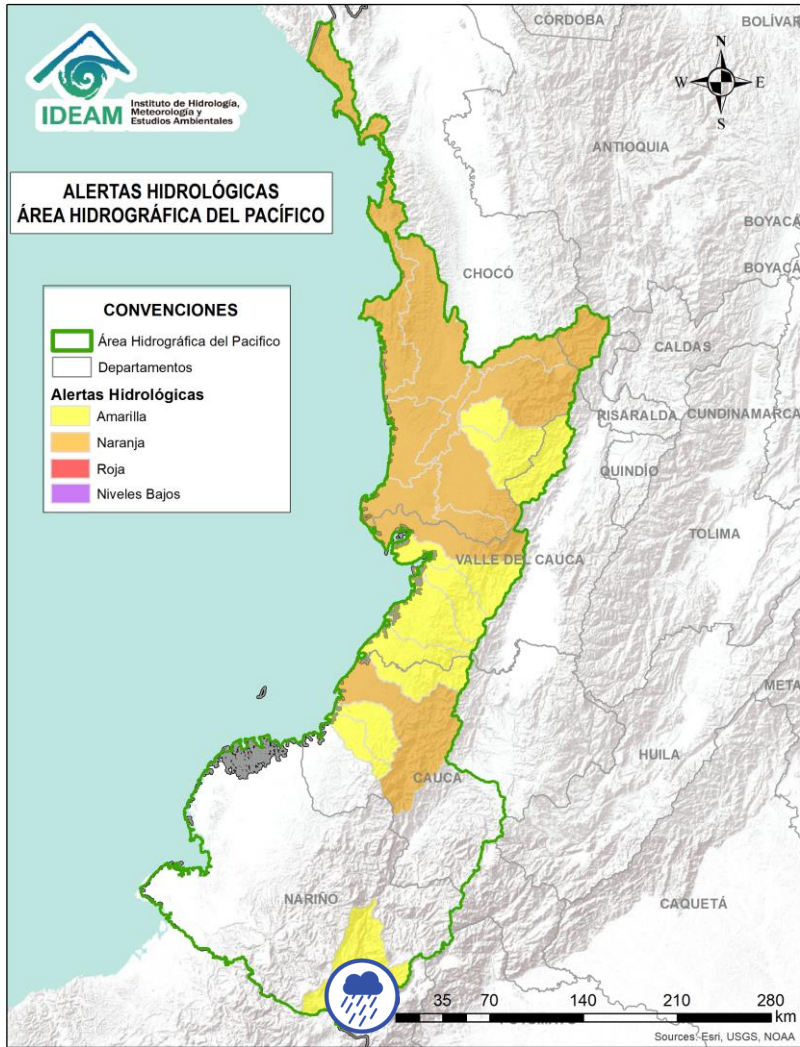 CÓRDOBA
BOLÍVAR
N
W
E
S
IDEAM
Instituto de Hidrología,
Meteorología y
Estudios Ambientales
ANTIOQUIA
ALERTAS HIDROLÓGICAS
ÁREA HIDROGRÁFICA DEL PACÍFICO
BOYACÁ
BOYACÁ
CHOCÓ
CONVENCIONES
Área Hidrográfica del Pacifico
Departamentos
Alertas Hidrológicas
Amarilla
Naranja
Roja
Niveles Bajos
CALDAS
RISARALDA
CUNDINAMARCA
QUINDÍO
TOLIMA
VALLE DEL CAUCA
META
HUILA
CAUCA
NARIÑO
CAQUETÁ
35 70 140 210 280
km
Sources: Esri, USGS, NOAA